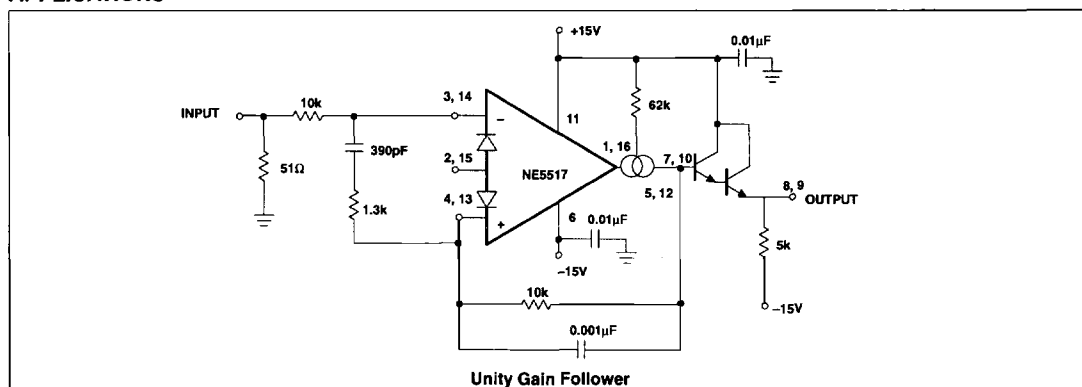 +15V
0.01μF
INPUT
10k
3, 14
–
11
62k
390pF
51Ω
2, 15
NE5517
1, 16
7, 10
5, 12
8, 9
OUTPUT
1.3k
4, 13
+
6
0.01μF
5k
–15V
–15V
10k
0.001μF
Unity Gain Follower